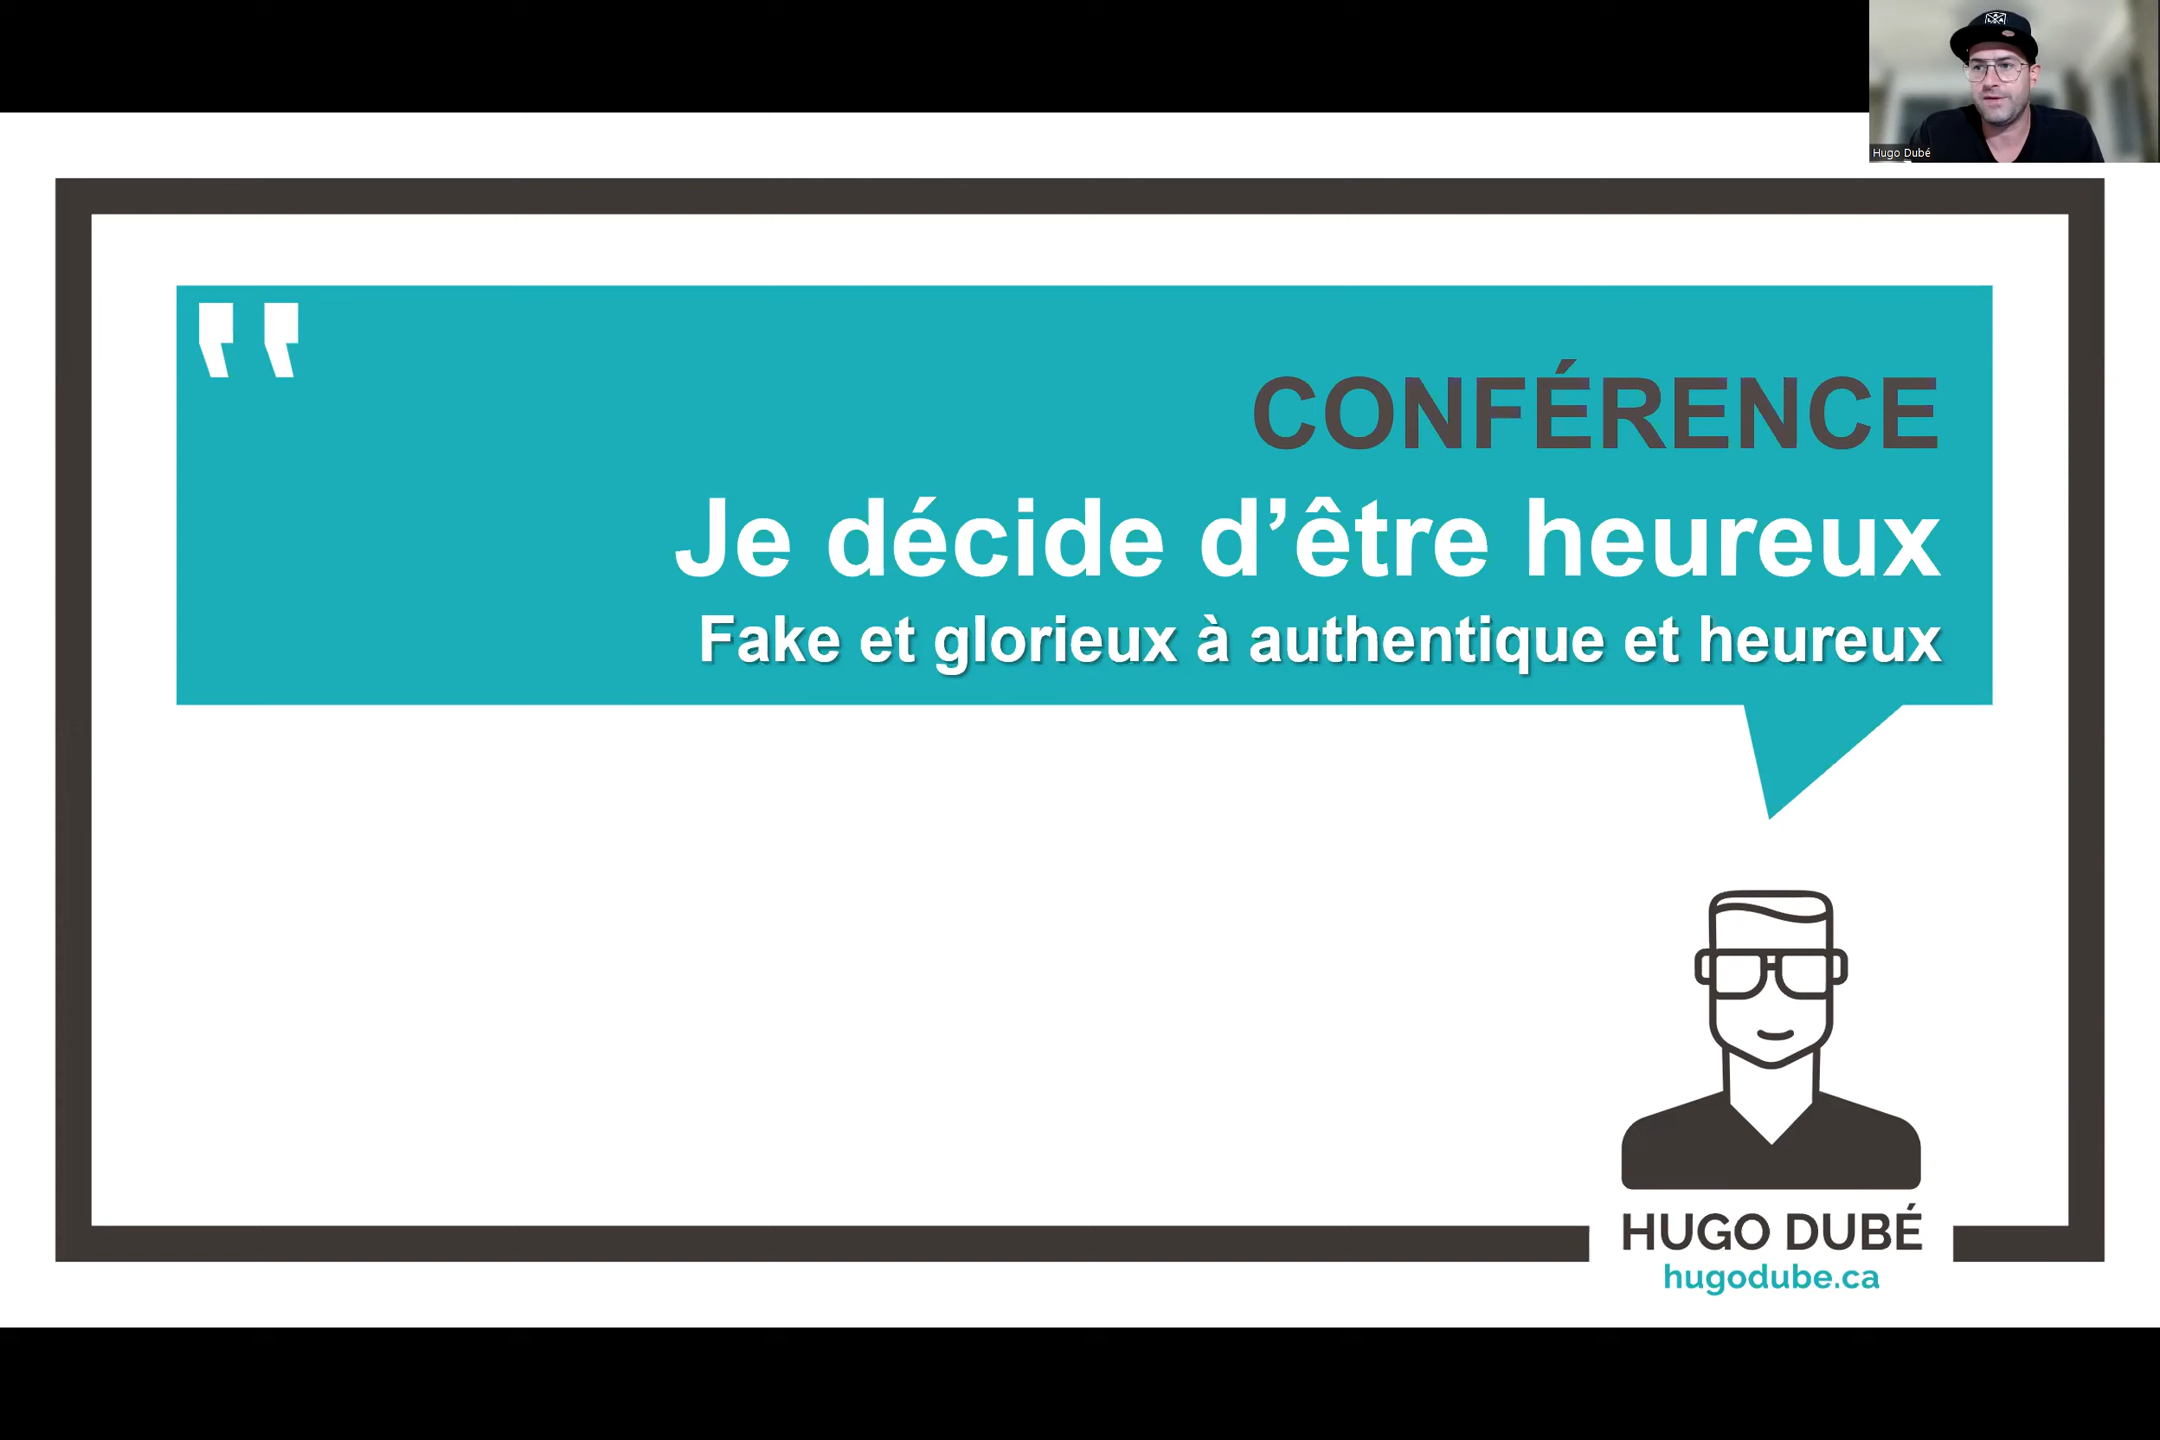 Hugo Dubé
CONFÉRENCE
Je décide d’être heureux
Fake et glorieux à authentique et heureux
HUGO DUBÉ
hugodube.ca